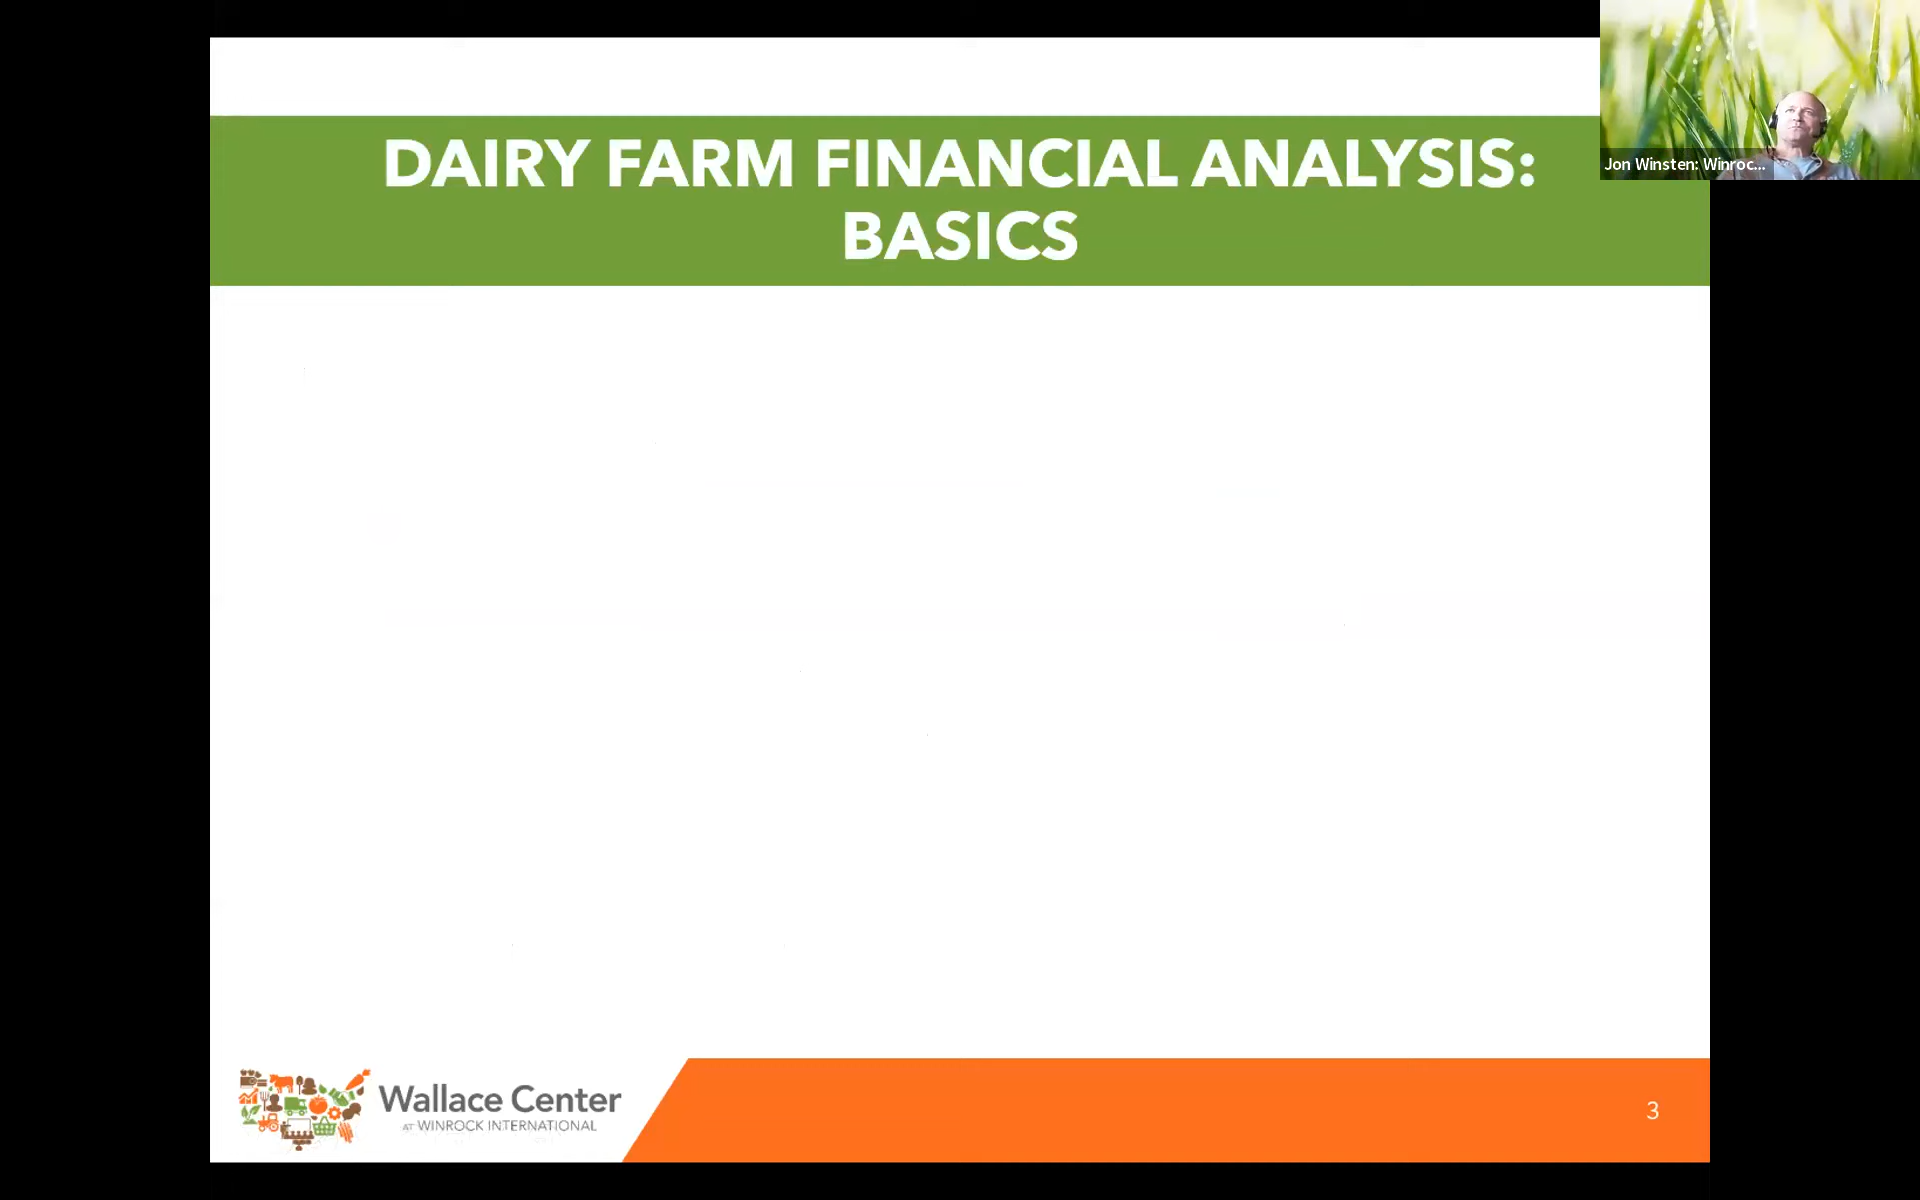 DAIRY FARM FINANCIAL ANALYSIS:
BASICS
Jon Winsten: Winroc...
Wallace Center
AT WINROCK INTERNATIONAL
3